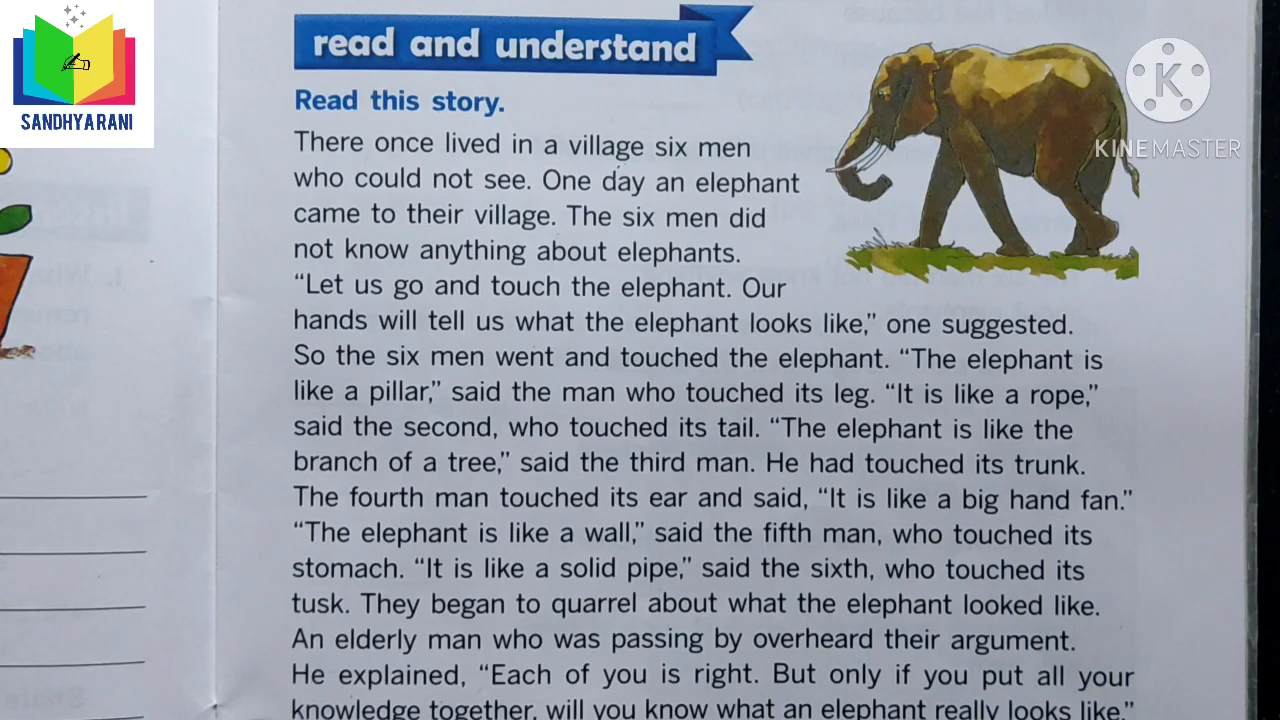 SANDHYARANI
K
KINEMASTER
read and understand
Read this story.
There once lived in a village six men
who could not see. One day an elephant
came to their village. The six men did
not know anything about elephants.
“Let us go and touch the elephant. Our
hands will tell us what the elephant looks like,” one suggested.
So the six men went and touched the elephant. “The elephant is
like a pillar,” said the man who touched its leg. “It is like a rope,”
said the second, who touched its tail. “The elephant is like the
branch of a tree,” said the third man. He had touched its trunk.
The fourth man touched its ear and said, “It is like a big hand fan.”
“The elephant is like a wall,” said the fifth man, who touched its
stomach. “It is like a solid pipe,” said the sixth, who touched its
tusk. They began to quarrel about what the elephant looked like.
An elderly man who was passing by overheard their argument.
He explained, “Each of you is right. But only if you put all your
knowledge together, will you know what an elephant really looks like.”